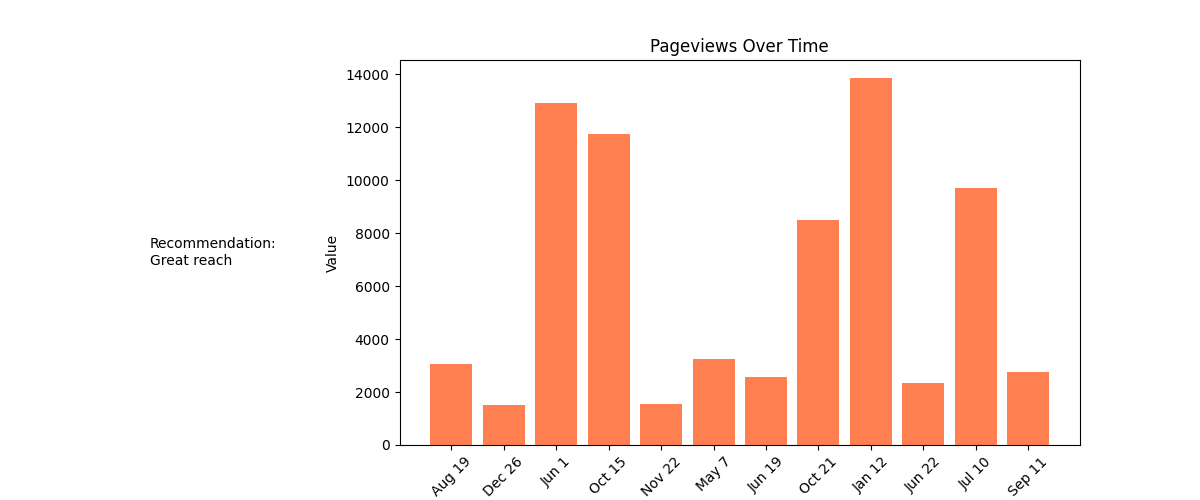 Pageviews Over Time
Recommendation:
Great reach
Value
14000
12000
10000
8000
6000
4000
2000
0
Aug 19
Dec 26
Jun 1
Oct 15
Nov 22
May 7
Jun 19
Oct 21
Jan 12
Jun 22
Jul 10
Sep 11